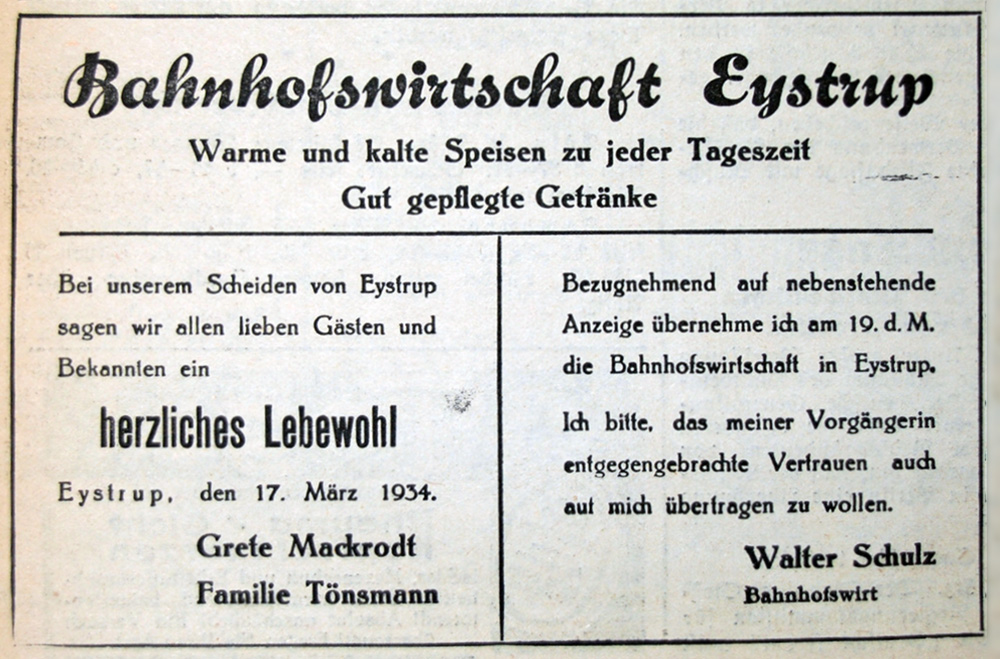 Bahnhofswirtschaft Eystrup
Warme und kalte Speisen zu jeder Tageszeit
Gut gepflegte Getränke
Bei unserem Scheiden von Eystrup
sagen wir allen lieben Gästen und
Bekannten ein
herzliches Lebewohl
Eystrup, den 17. März 1934.
Grete Mackrodt
Familie Tönsmann
Bezugnehmend auf nebenstehende
Anzeige übernehme ich am 19. d. M.
die Bahnhofswirtschaft in Eystrup.
Ich bitte, das meiner Vorgängerin
entgegengebrachte Vertrauen auch
auf mich übertragen zu wollen.
Walter Schulz
Bahnhofswirt